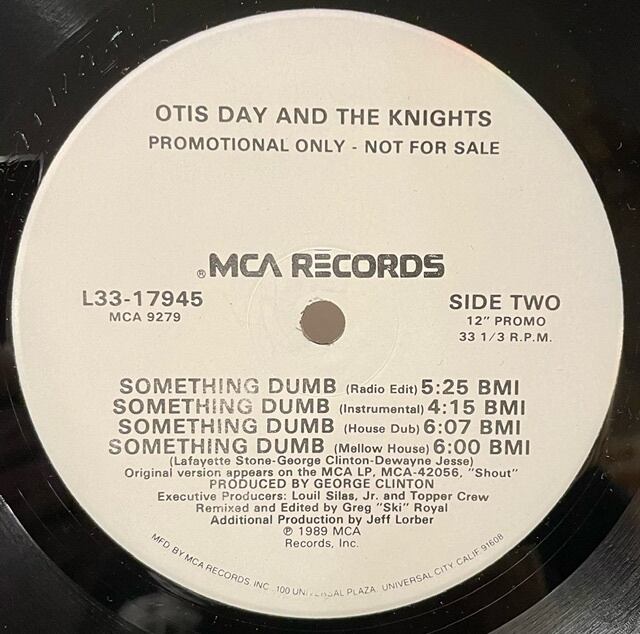 OTIS DAY AND THE KNIGHTS
PROMOTIONAL ONLY - NOT FOR SALE
® MCA RECORDS
L33-17945
MCA 9279
SIDE TWO
12" PROMO
33 1/3 R.P.M.
SOMETHING DUMB (Radio Edit) 5:25 BMI
SOMETHING DUMB (Instrumental) 4:15 BMI
SOMETHING DUMB (House Dub) 6:07 BMI
SOMETHING DUMB (Mellow House) 6:00 BMI
(Lafayette Stone-George Clinton-Dewayne Jesse)
Original version appears on the MCA LP, MCA-42056, "Shout"
PRODUCED BY GEORGE CLINTON
Executive Producers: Louil Silas, Jr. and Topper Crew
Remixed and Edited by Greg "Ski" Royal
Additional Production by Jeff Lorber
℗ 1989 MCA
Records, Inc.
MFD. BY MCA RECORDS INC. 100 UNIVERSAL PLAZA, UNIVERSAL CITY, CALIF. 91608